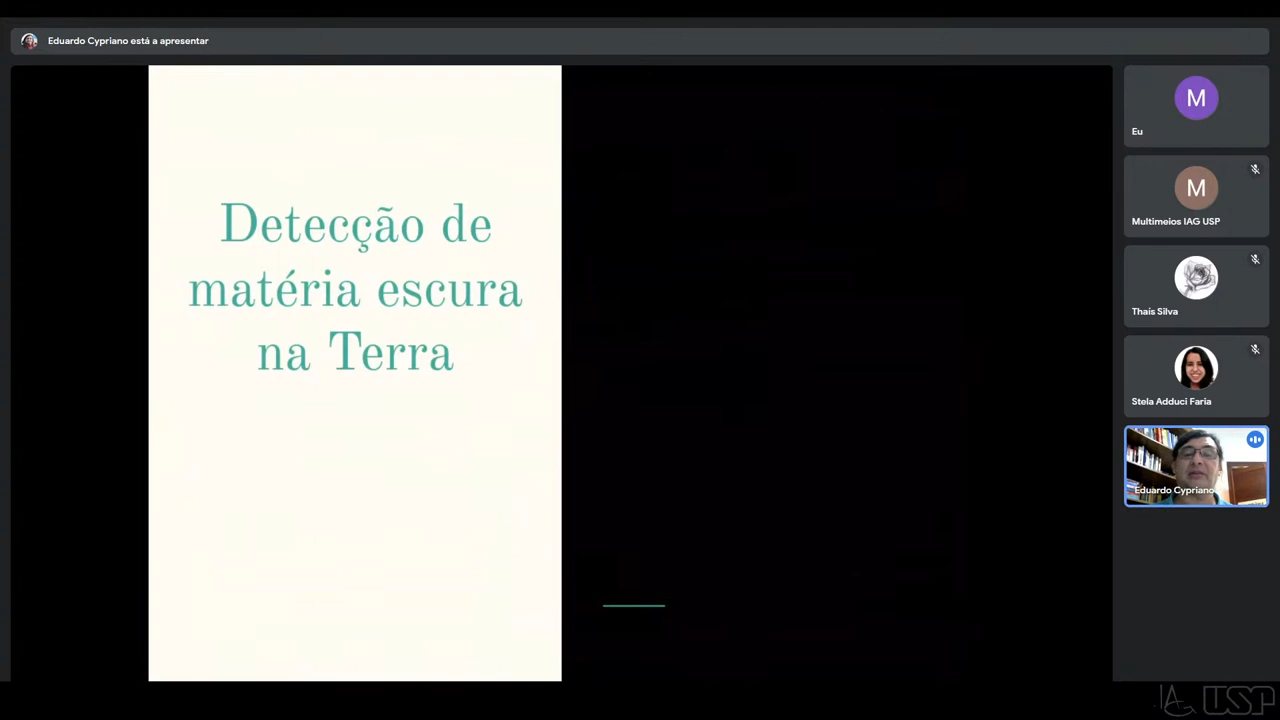 Eduardo Cypriano está a apresentar
Detecção de
matéria escura
na Terra
M
Eu
M
Multimeios IAG USP
Thaís Silva
Stela Adduci Faria
Eduardo Cypriano
USP